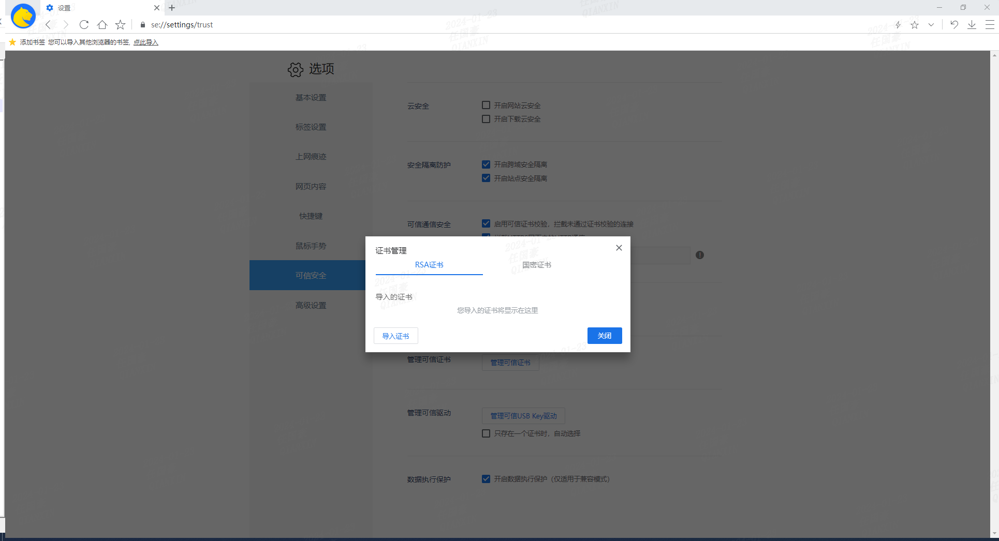 设置
se://settings/trust
添加书签 您可以导入其他浏览器的书签, 点此导入
选项
基本设置
标签设置
上网痕迹
网页内容
快捷键
鼠标手势
可信安全
高级设置
云安全
开启网站云安全
开启下载云安全
安全隔离防护
开启跨域安全隔离
开启站点安全隔离
可信通信安全
启用可信证书校验，拦截未通过证书校验的连接
证书管理
RSA证书
国密证书
导入的证书
您导入的证书将显示在这里
导入证书
关闭
管理可信证书
管理可信证书
管理可信驱动
管理可信USB Key驱动
只存在一个证书时，自动选择
数据执行保护
开启数据执行保护（仅适用于兼容模式）
2024-01-23
任国豪
QIANXIN